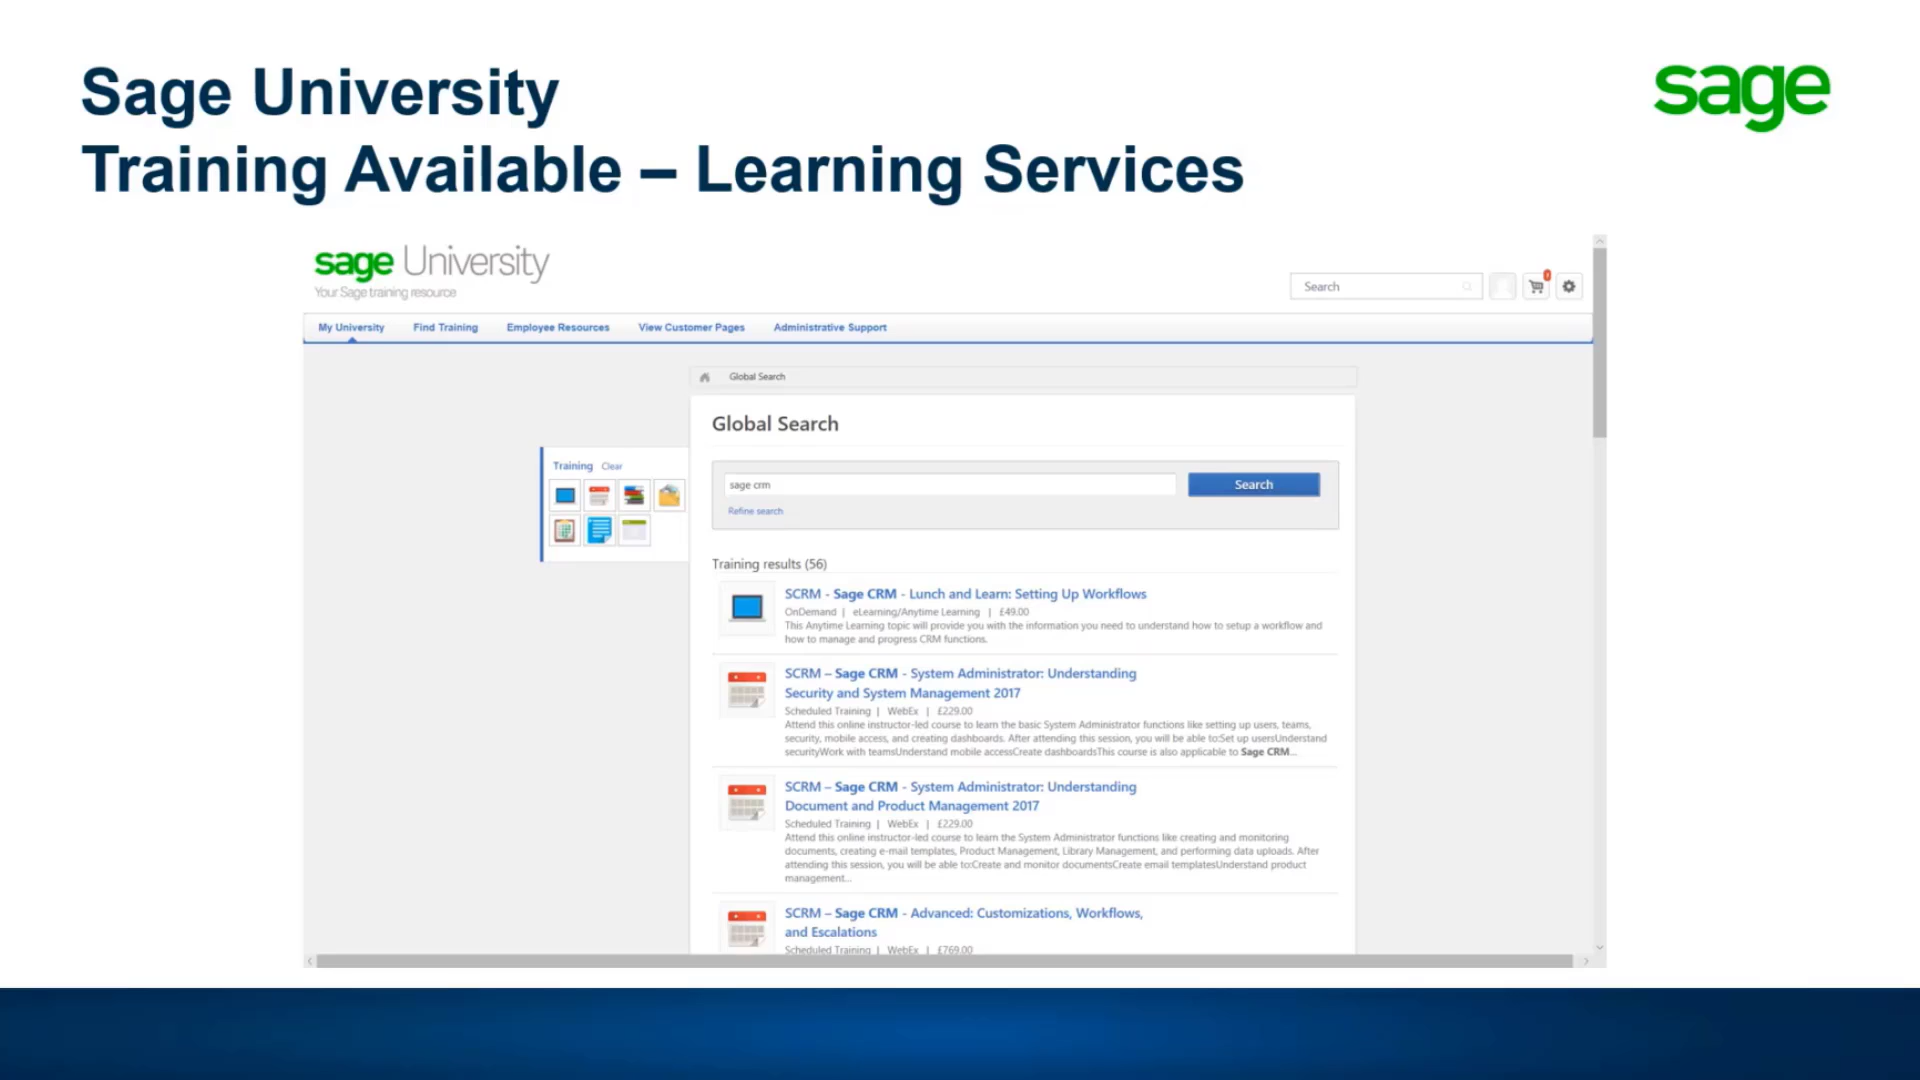 Sage University
Training Available – Learning Services
sage
sage University
Your Sage training resource
Search
My University
Find Training
Employee Resources
View Customer Pages
Administrative Support
Global Search
Global Search
Training Clear
sage crm
Search
Refine search
Training results (56)
SCRM - Sage CRM - Lunch and Learn: Setting Up Workflows
OnDemand | eLearning/Anytime Learning | £49.00
This Anytime Learning topic will provide you with the information you need to understand how to setup a workflow and
how to manage and progress CRM functions.
SCRM – Sage CRM - System Administrator: Understanding
Security and System Management 2017
Scheduled Training | WebEx | £229.00
Attend this online instructor-led course to learn the basic System Administrator functions like setting up users, teams,
security, mobile access, and creating dashboards. After attending this session, you will be able to:Set up usersUnderstand
securityWork with teamsUnderstand mobile accessCreate dashboardsThis course is also applicable to Sage CRM...
SCRM – Sage CRM - System Administrator: Understanding
Document and Product Management 2017
Scheduled Training | WebEx | £229.00
Attend this online instructor-led course to learn the System Administrator functions like creating and monitoring
documents, creating e-mail templates, Product Management, Library Management, and performing data uploads. After
attending this session, you will be able to:Create and monitor documentsCreate email templatesUnderstand product
management...
SCRM – Sage CRM - Advanced: Customizations, Workflows,
and Escalations
Scheduled Training | WebEx | £769.00